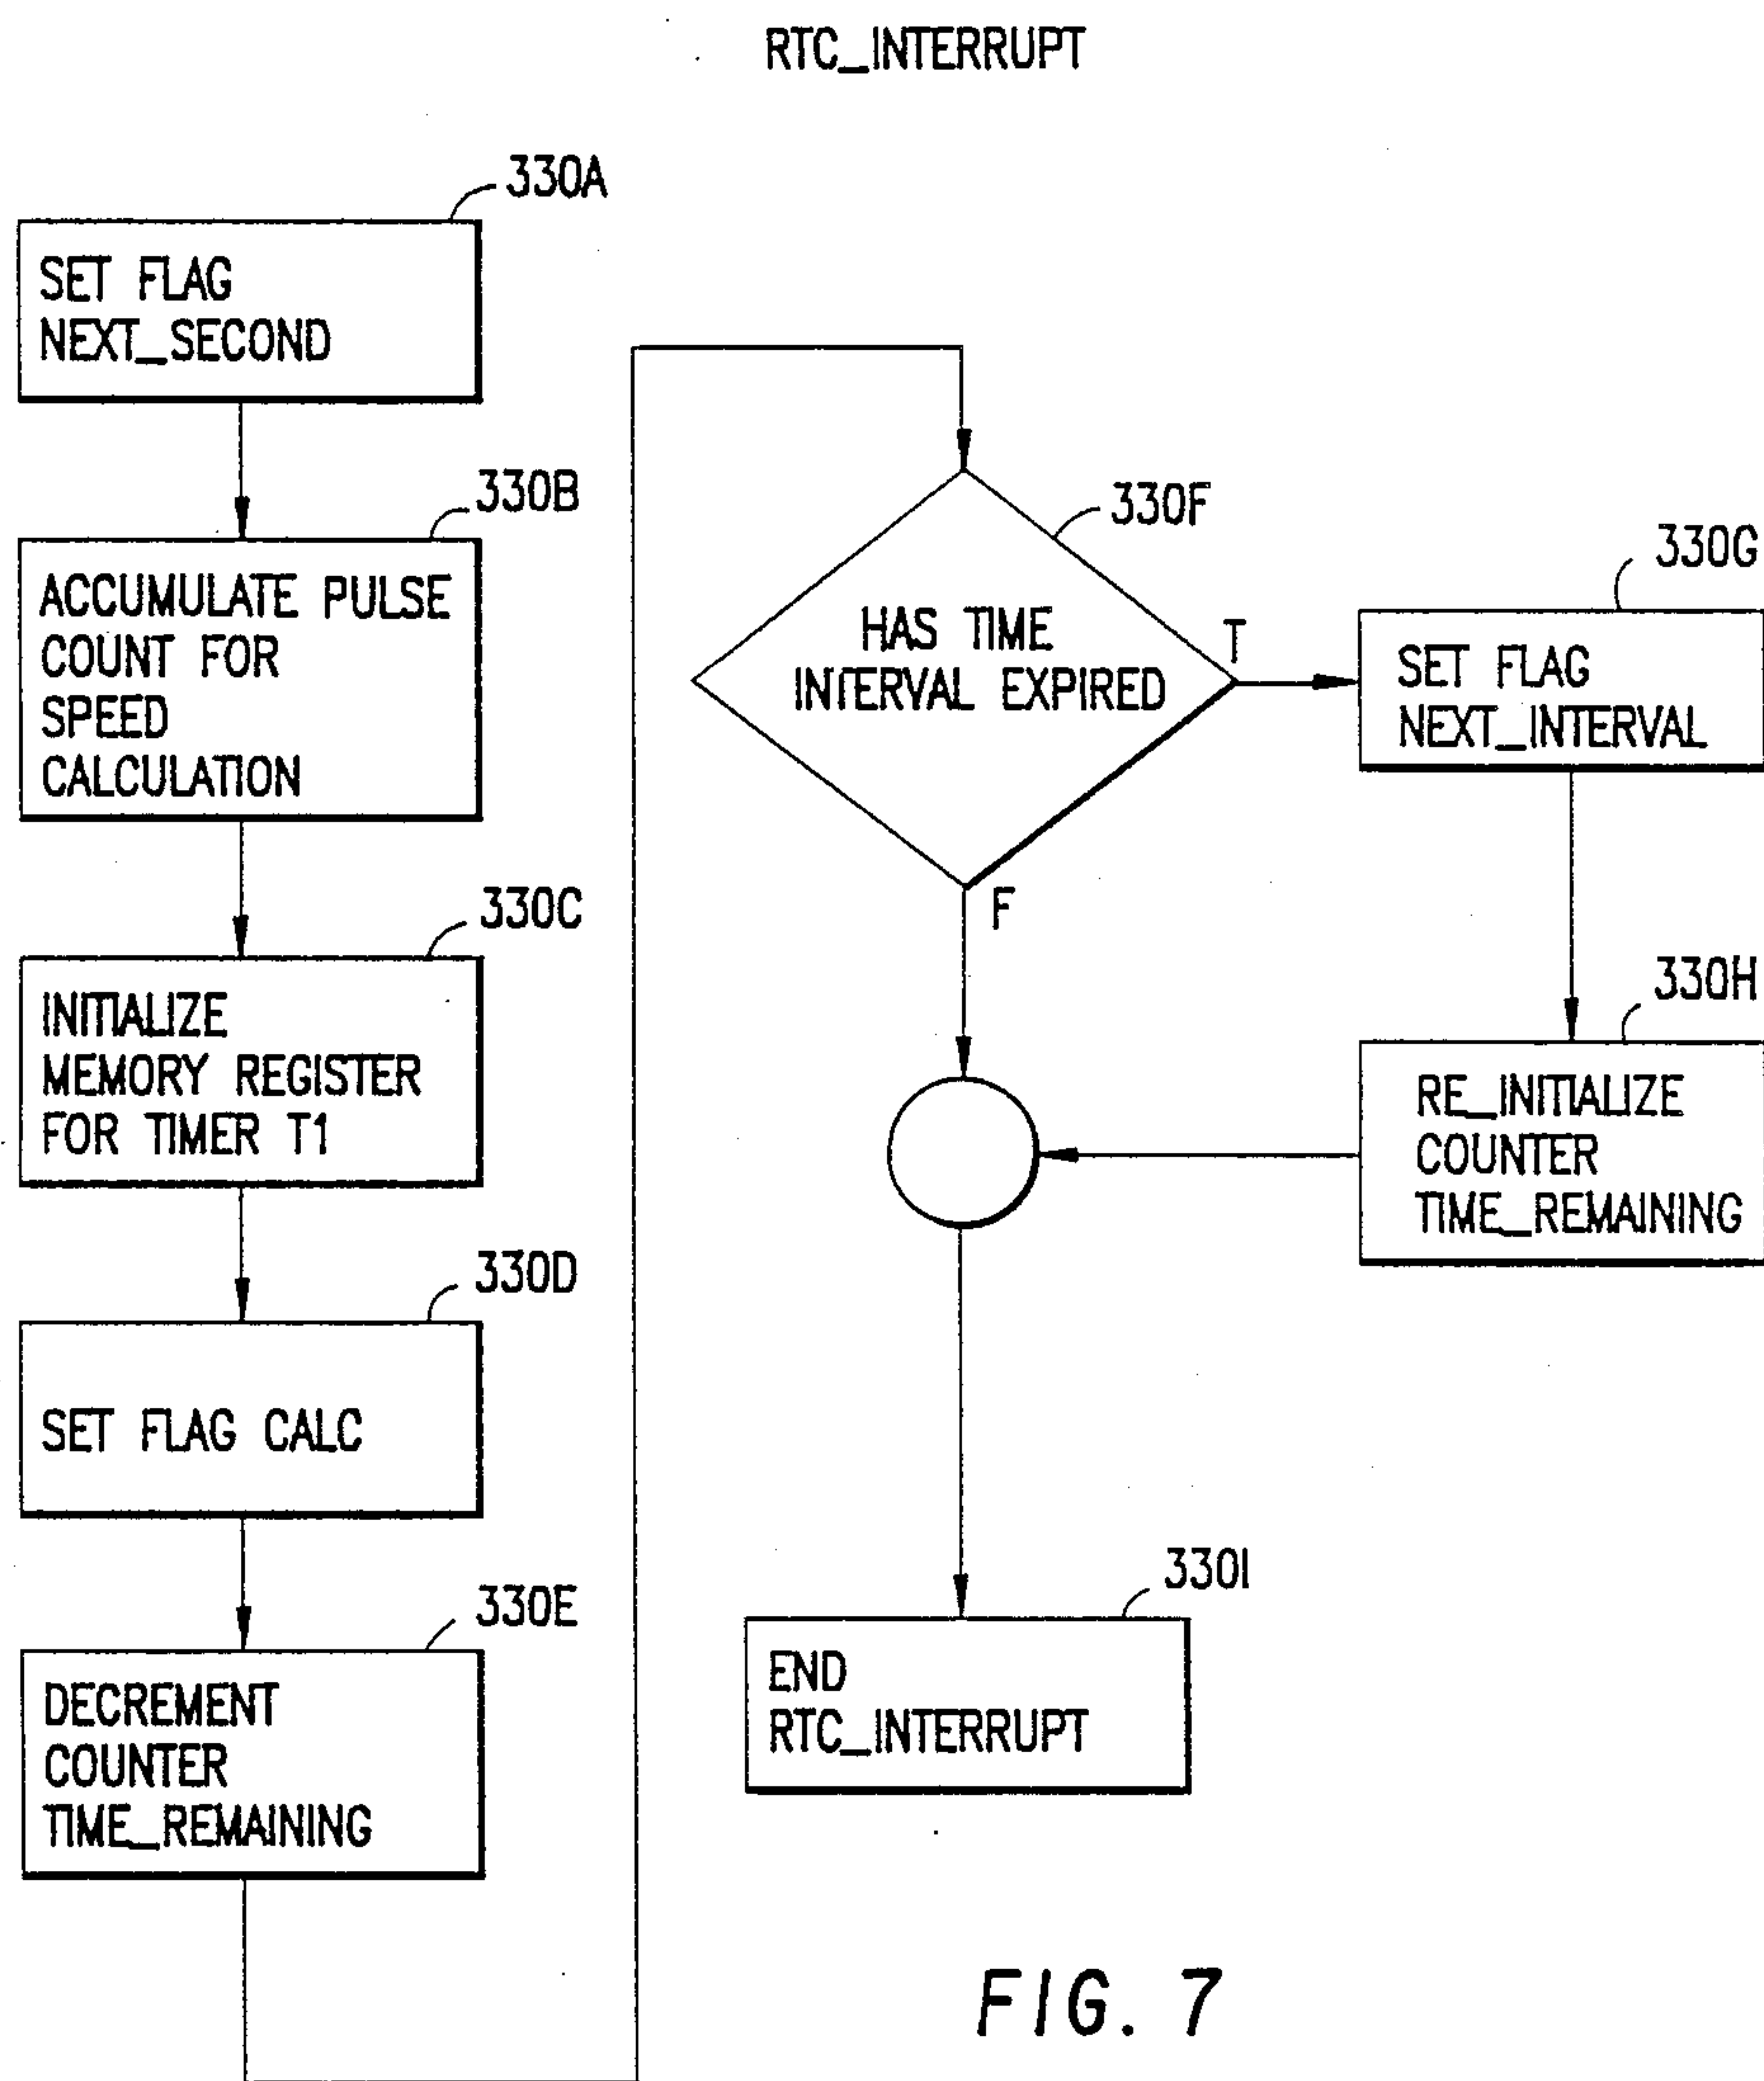 RTC_INTERRUPT
330A
SET FLAG
NEXT_SECOND
330B
ACCUMULATE PULSE
COUNT FOR
SPEED
CALCULATION
330C
INITIALIZE
MEMORY REGISTER
FOR TIMER T1
330D
SET FLAG CALC
330E
DECREMENT
COUNTER
TIME_REMAINING
330F
HAS TIME
INTERVAL EXPIRED
T
F
330G
SET FLAG
NEXT_INTERVAL
330H
RE_INITIALIZE
COUNTER
TIME_REMAINING
330I
END
RTC_INTERRUPT
FIG. 7